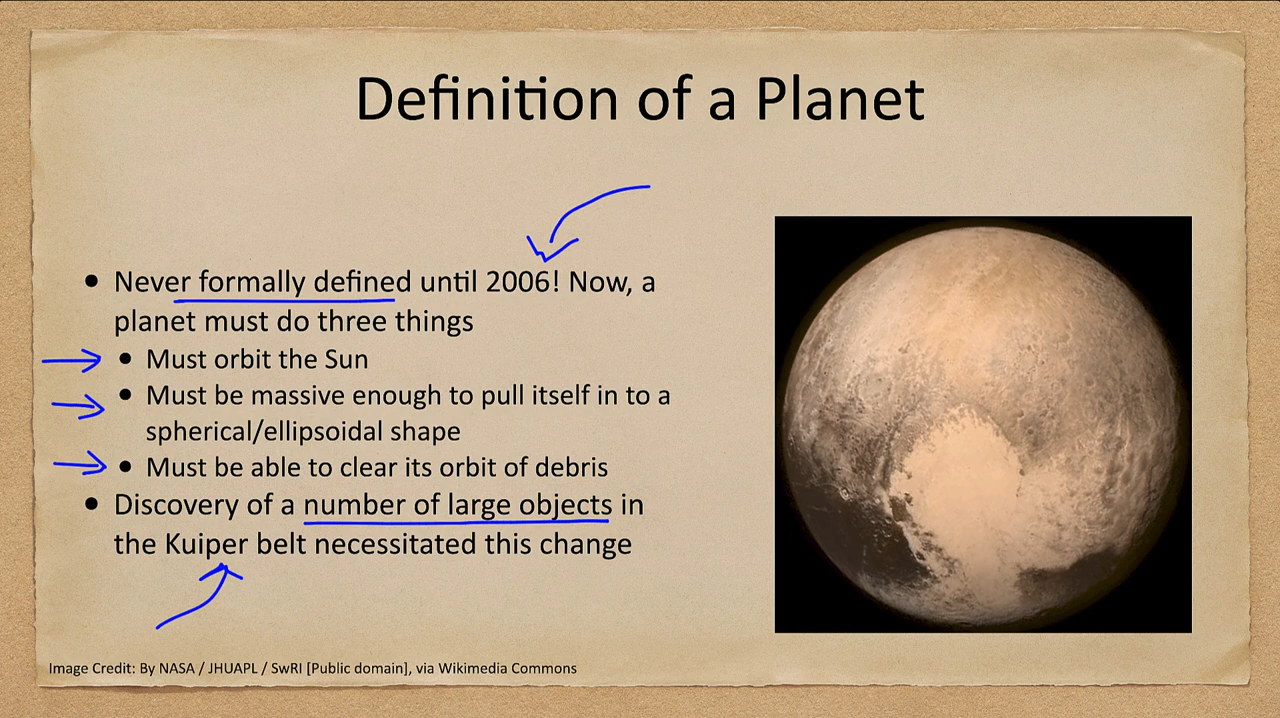 Definition of a Planet
• Never formally defined until 2006! Now, a
planet must do three things
• Must orbit the Sun
• Must be massive enough to pull itself in to a
spherical/ellipsoidal shape
• Must be able to clear its orbit of debris
• Discovery of a number of large objects in
the Kuiper belt necessitated this change
Image Credit: By NASA / JHUAPL / SwRI [Public domain], via Wikimedia Commons